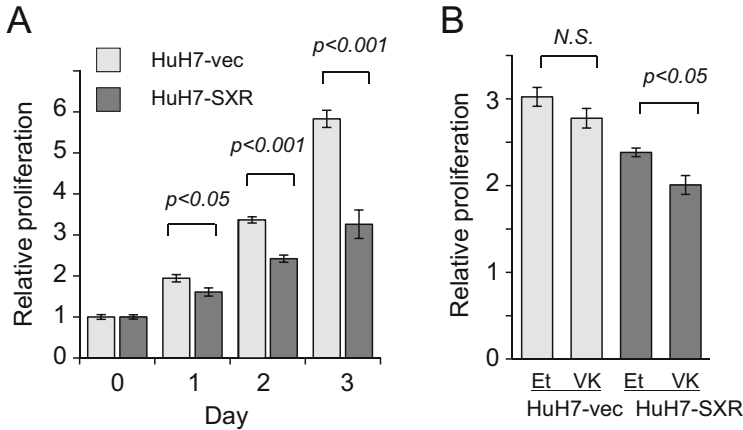 A
HuH7-vec
HuH7-SXR
p<0.05
p<0.001
p<0.001
Relative proliferation
6
5
4
3
2
1
0
0 1 2 3
Day
B
N.S.
p<0.05
Relative proliferation
3
2
1
0
Et VK Et VK
HuH7-vec HuH7-SXR